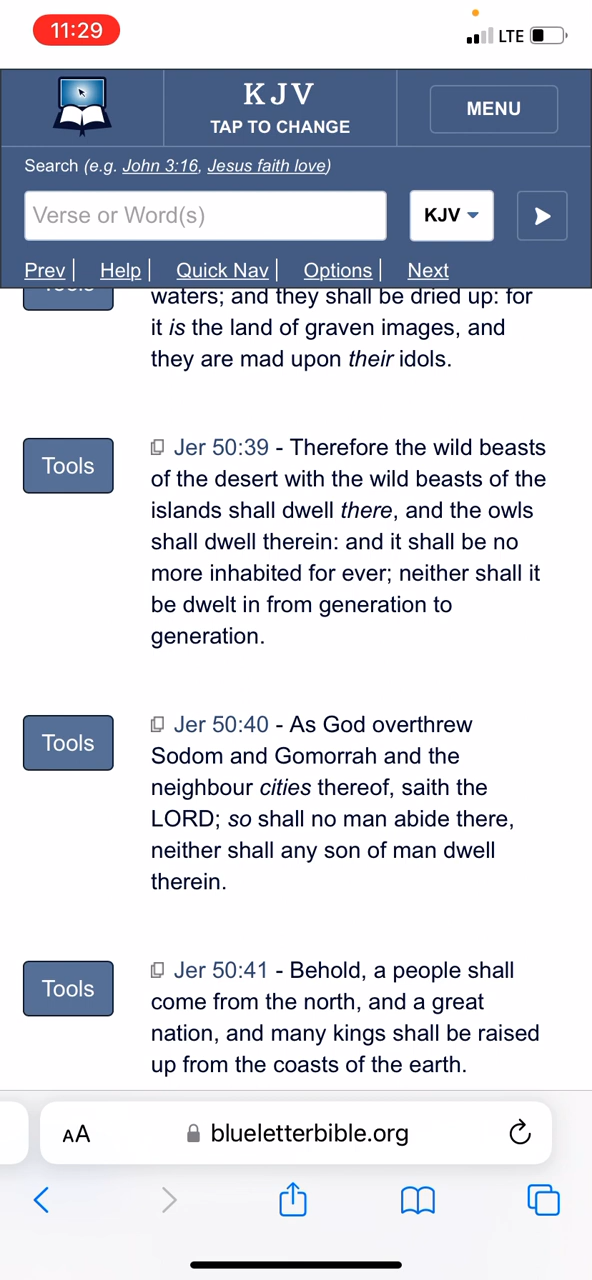 11:29
LTE
KJV
TAP TO CHANGE
MENU
Search (e.g. John 3:16, Jesus faith love)
Verse or Word(s)
KJV
Prev | Help | Quick Nav | Options | Next
Tools
waters; and they shall be dried up: for
it is the land of graven images, and
they are mad upon their idols.
Tools
Jer 50:39 - Therefore the wild beasts
of the desert with the wild beasts of the
islands shall dwell there, and the owls
shall dwell therein: and it shall be no
more inhabited for ever; neither shall it
be dwelt in from generation to
generation.
Tools
Jer 50:40 - As God overthrew
Sodom and Gomorrah and the
neighbour cities thereof, saith the
LORD; so shall no man abide there,
neither shall any son of man dwell
therein.
Tools
Jer 50:41 - Behold, a people shall
come from the north, and a great
nation, and many kings shall be raised
up from the coasts of the earth.
AA
blueletterbible.org